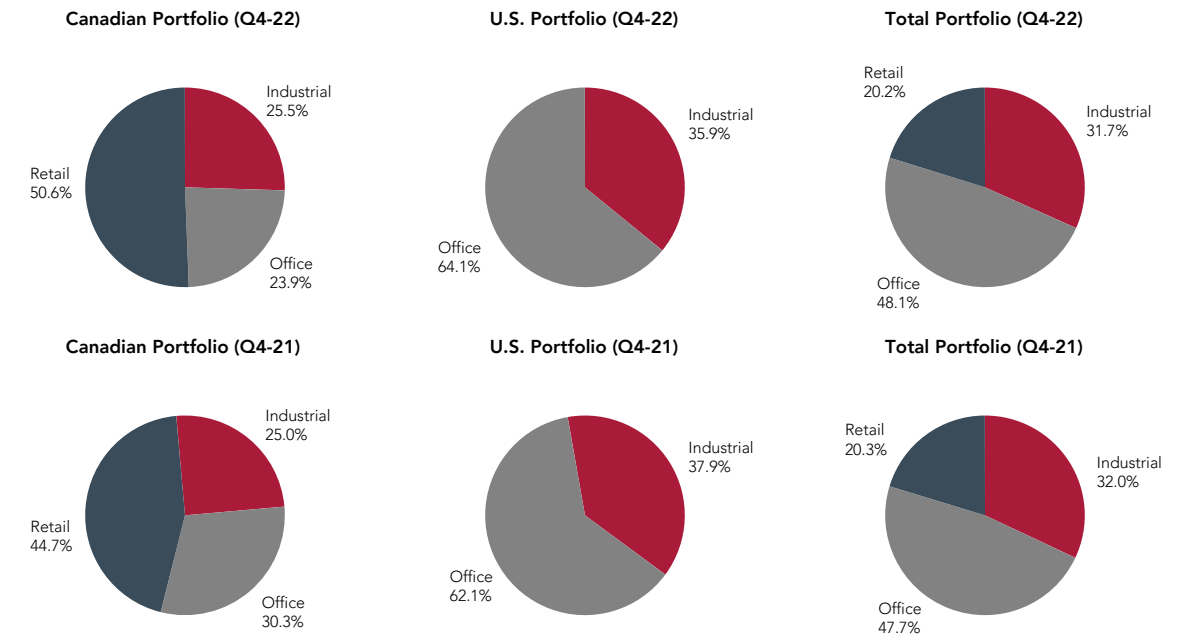 Canadian Portfolio (Q4-22)
Industrial
25.5%
Retail
50.6%
Office
23.9%
U.S. Portfolio (Q4-22)
Industrial
35.9%
Office
64.1%
Total Portfolio (Q4-22)
Retail
20.2%
Industrial
31.7%
Office
48.1%
Canadian Portfolio (Q4-21)
Industrial
25.0%
Retail
44.7%
Office
30.3%
U.S. Portfolio (Q4-21)
Industrial
37.9%
Office
62.1%
Total Portfolio (Q4-21)
Retail
20.3%
Industrial
32.0%
Office
47.7%